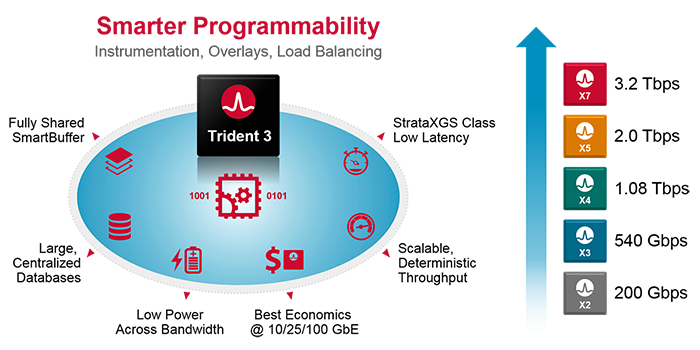 Smarter Programmability
Instrumentation, Overlays, Load Balancing
Trident 3
Fully Shared
SmartBuffer
StrataXGS Class
Low Latency
1001
0101
Large,
Centralized
Databases
Scalable,
Deterministic
Throughput
$
Low Power
Across Bandwidth
Best Economics
@ 10/25/100 GbE
X7
3.2 Tbps
X5
2.0 Tbps
X4
1.08 Tbps
X3
540 Gbps
X2
200 Gbps